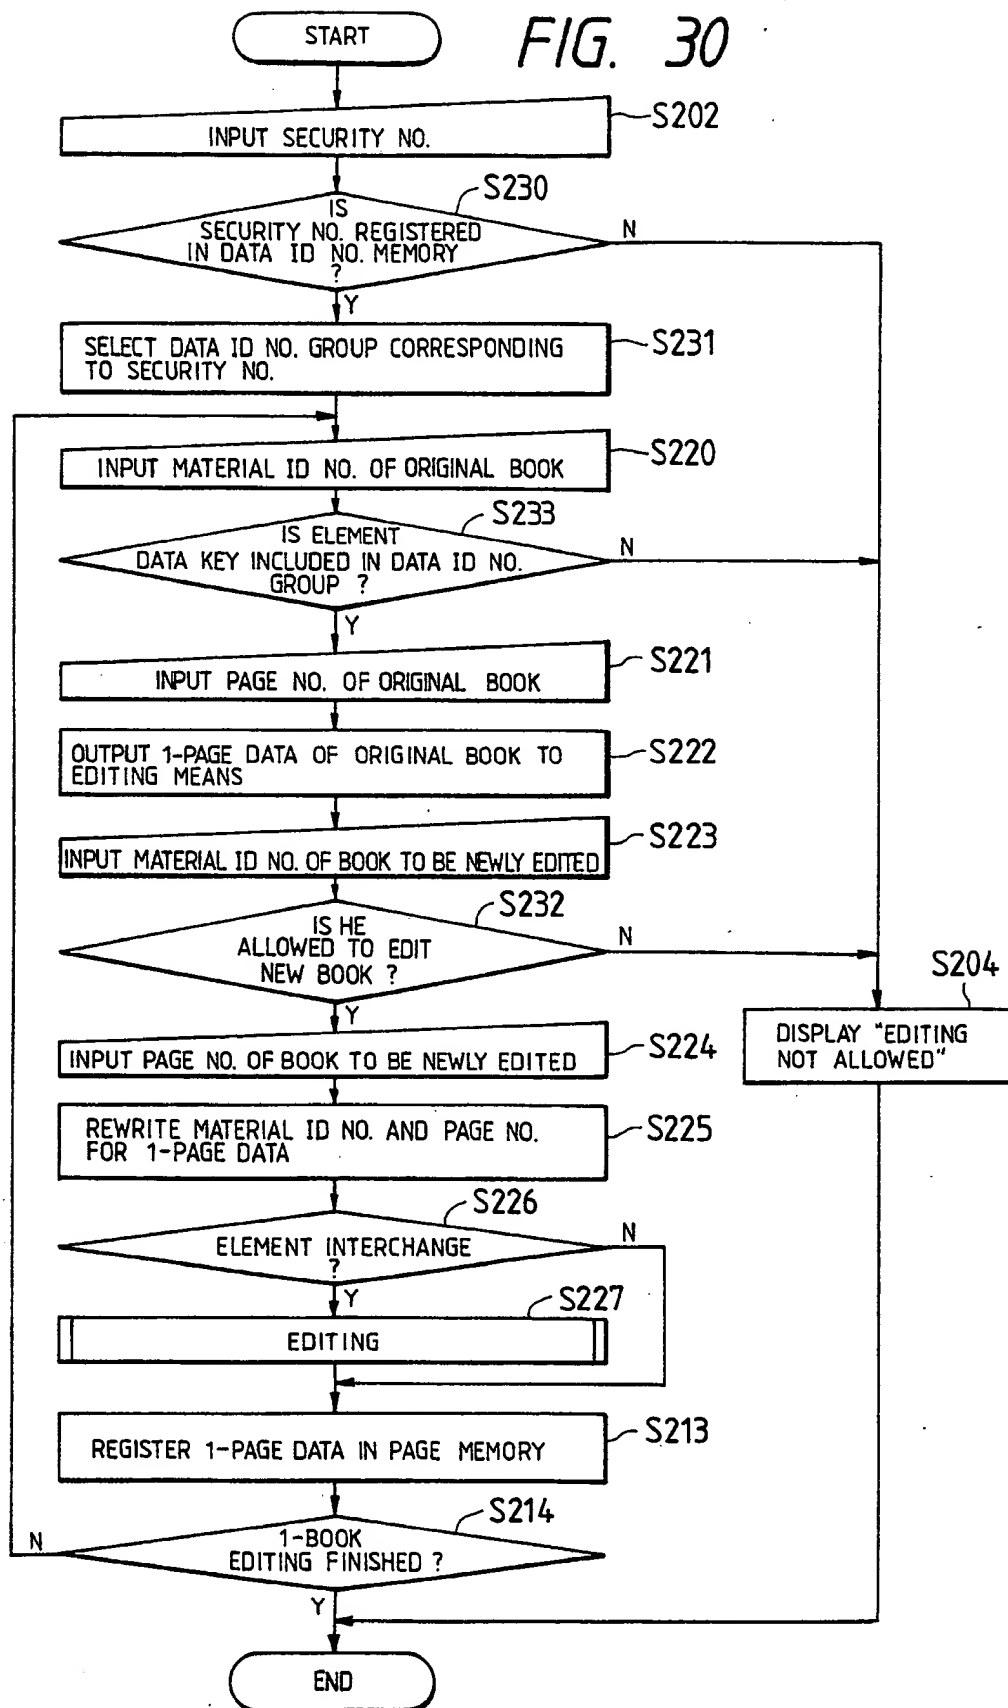 FIG. 30
START
INPUT SECURITY NO.
S202
S230
IS
SECURITY NO. REGISTERED
IN DATA ID NO. MEMORY
?
N
Y
SELECT DATA ID NO. GROUP CORRESPONDING
TO SECURITY NO.
S231
INPUT MATERIAL ID NO. OF ORIGINAL BOOK
S220
S233
IS ELEMENT
DATA KEY INCLUDED IN DATA ID NO.
GROUP ?
N
Y
INPUT PAGE NO. OF ORIGINAL BOOK
S221
OUTPUT 1-PAGE DATA OF ORIGINAL BOOK TO
EDITING MEANS
S222
INPUT MATERIAL ID NO. OF BOOK TO BE NEWLY EDITED
S223
S232
IS HE
ALLOWED TO EDIT
NEW BOOK ?
N
Y
S204
DISPLAY "EDITING
NOT ALLOWED"
INPUT PAGE NO. OF BOOK TO BE NEWLY EDITED
S224
REWRITE MATERIAL ID NO. AND PAGE NO.
FOR 1-PAGE DATA
S225
S226
ELEMENT INTERCHANGE
?
N
Y
S227
EDITING
REGISTER 1-PAGE DATA IN PAGE MEMORY
S213
S214
1-BOOK
EDITING FINISHED ?
N
Y
END